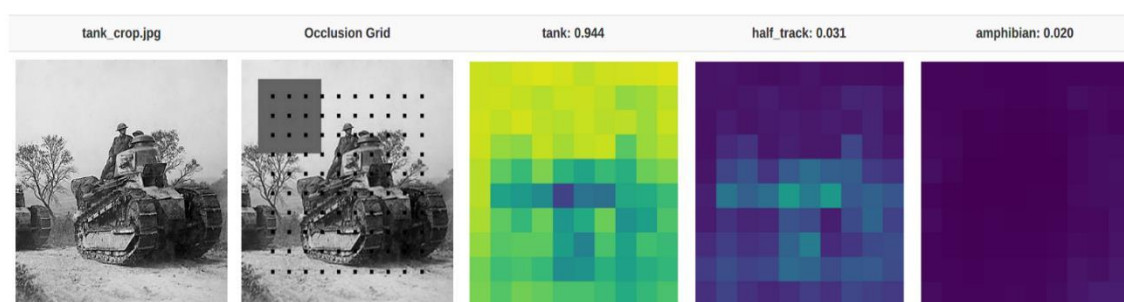 tank_crop.jpg
Occlusion Grid
tank: 0.944
half_track: 0.031
amphibian: 0.020